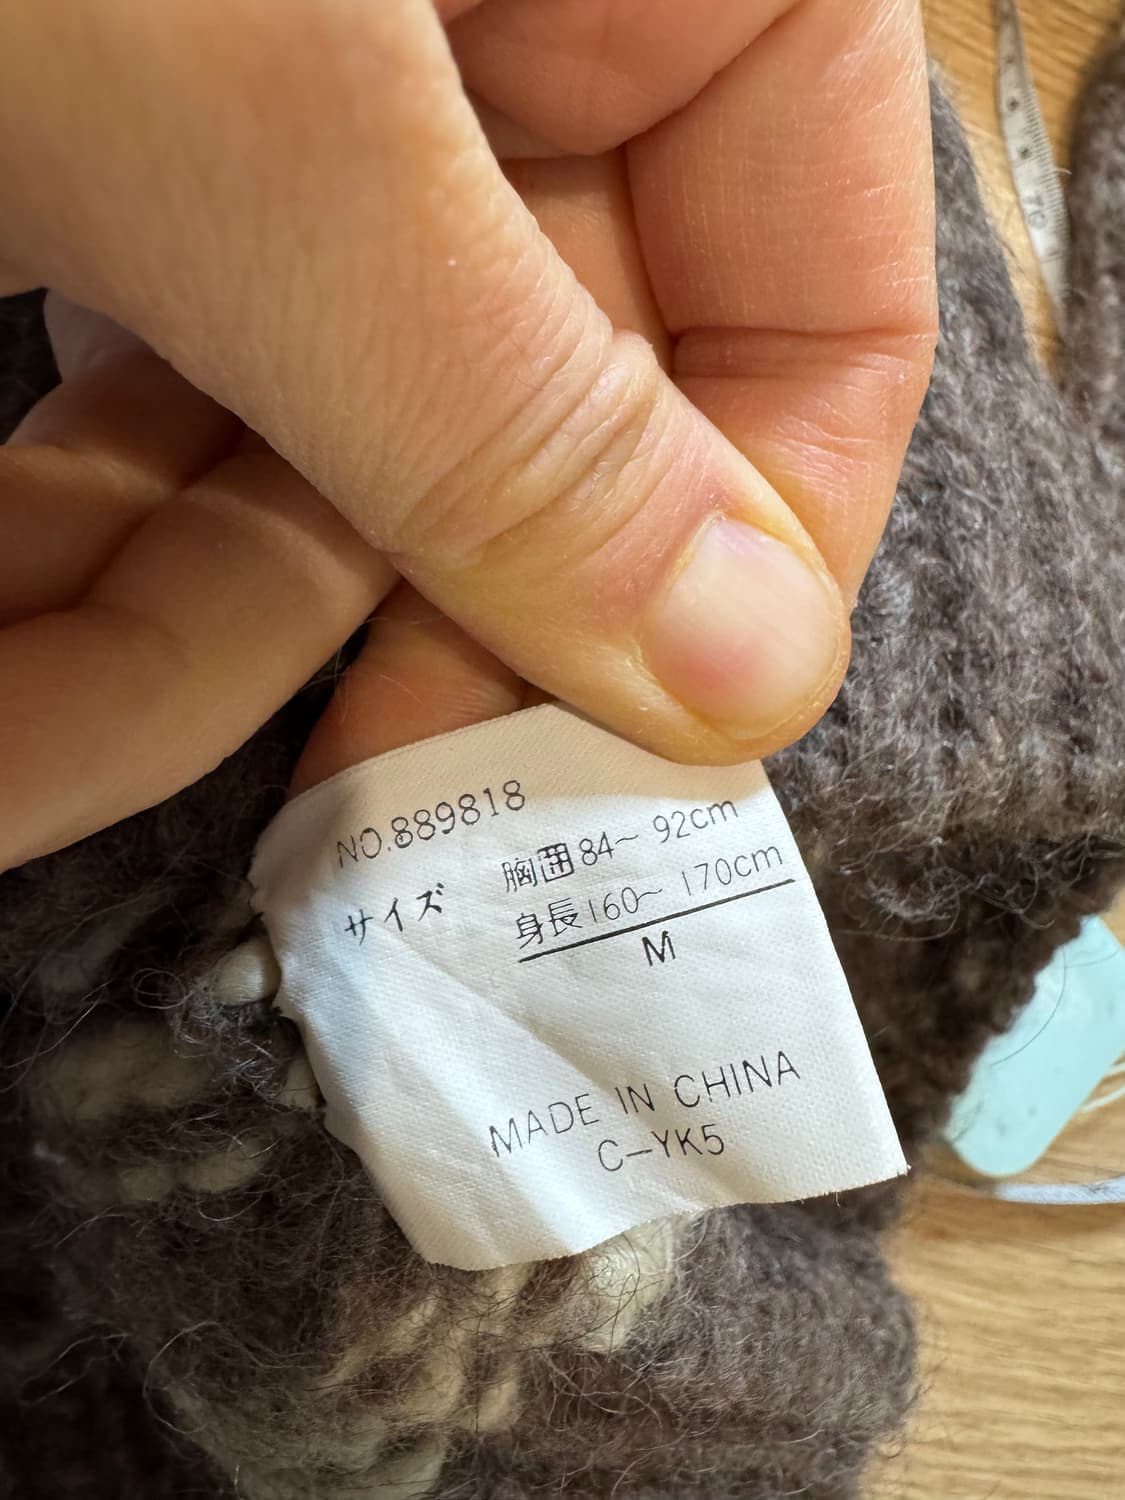 NO.889818
サイズ
胸囲84〜 92cm
身長160〜 170cm
M
MADE IN CHINA
C–YK5
70